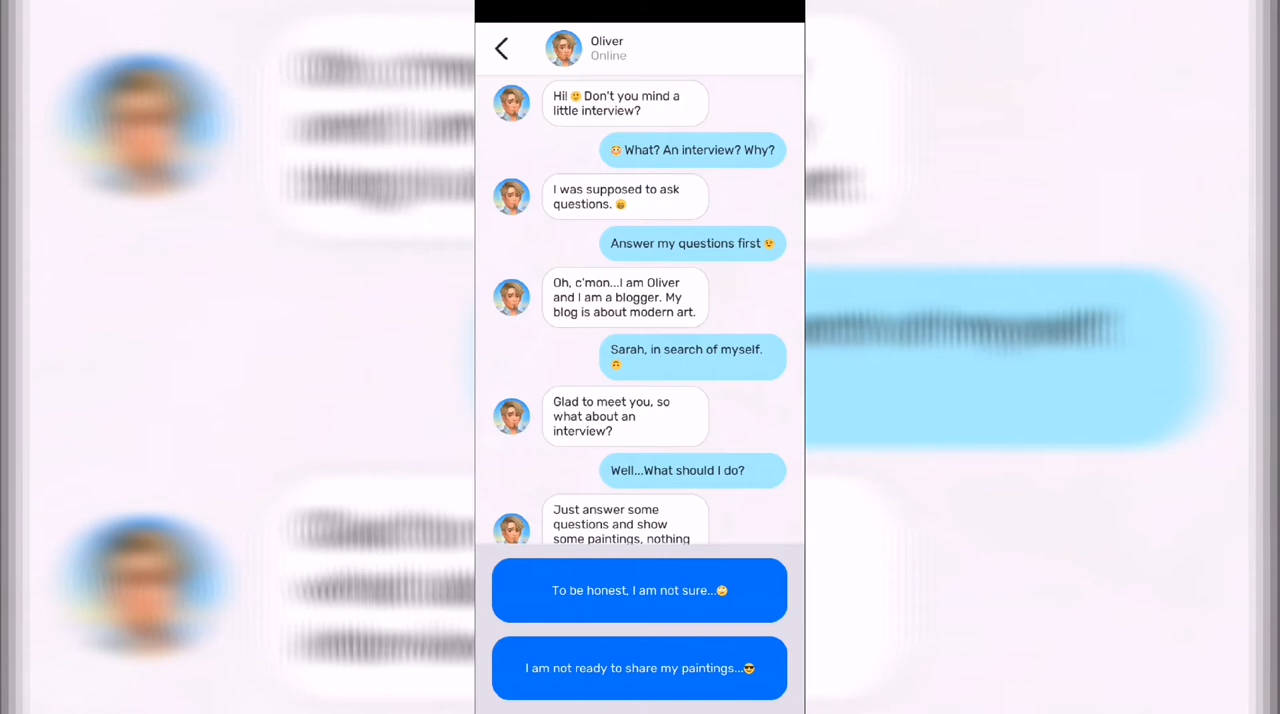 Oliver
Online
Hi! 🙂 Don't you mind a
little interview?
😳 What? An interview? Why?
I was supposed to ask
questions. 😁
Answer my questions first 😉
Oh, c'mon...I am Oliver
and I am a blogger. My
blog is about modern art.
Sarah, in search of myself.
🙃
Glad to meet you, so
what about an
interview?
Well...What should I do?
Just answer some
questions and show
some paintings, nothing
To be honest, I am not sure...🙄
I am not ready to share my paintings...😎